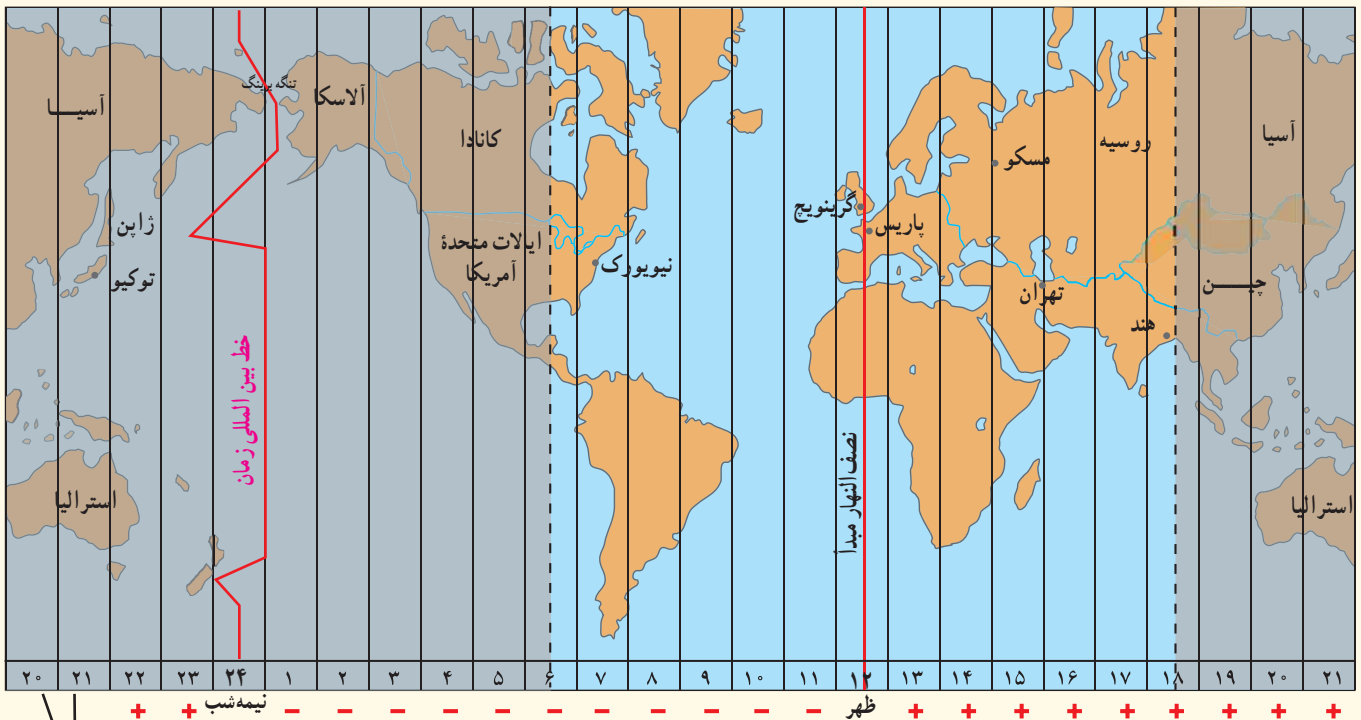 تنگه برینگ
آسیا
آلاسکا
کانادا
روسیه
آسیا
مسکو
گرینویچ
پاریس
ژاپن
ایالات متحدهٔ
آمریکا
نیویورک
توکیو
تهران
چین
هند
خط بین المللی زمان
نصف النهار مبدأ
استرالیا
استرالیا
۲۰ ۲۱ ۲۲ ۲۳ ۲۴ ۱ ۲ ۳ ۴ ۵ ۶ ۷ ۸ ۹ ۱۰ ۱۱ ۱۲ ۱۳ ۱۴ ۱۵ ۱۶ ۱۷ ۱۸ ۱۹ ۲۰ ۲۱
+ + نیمه‌شب − − − − − − − − − − − ظهر + + + + + + + + +